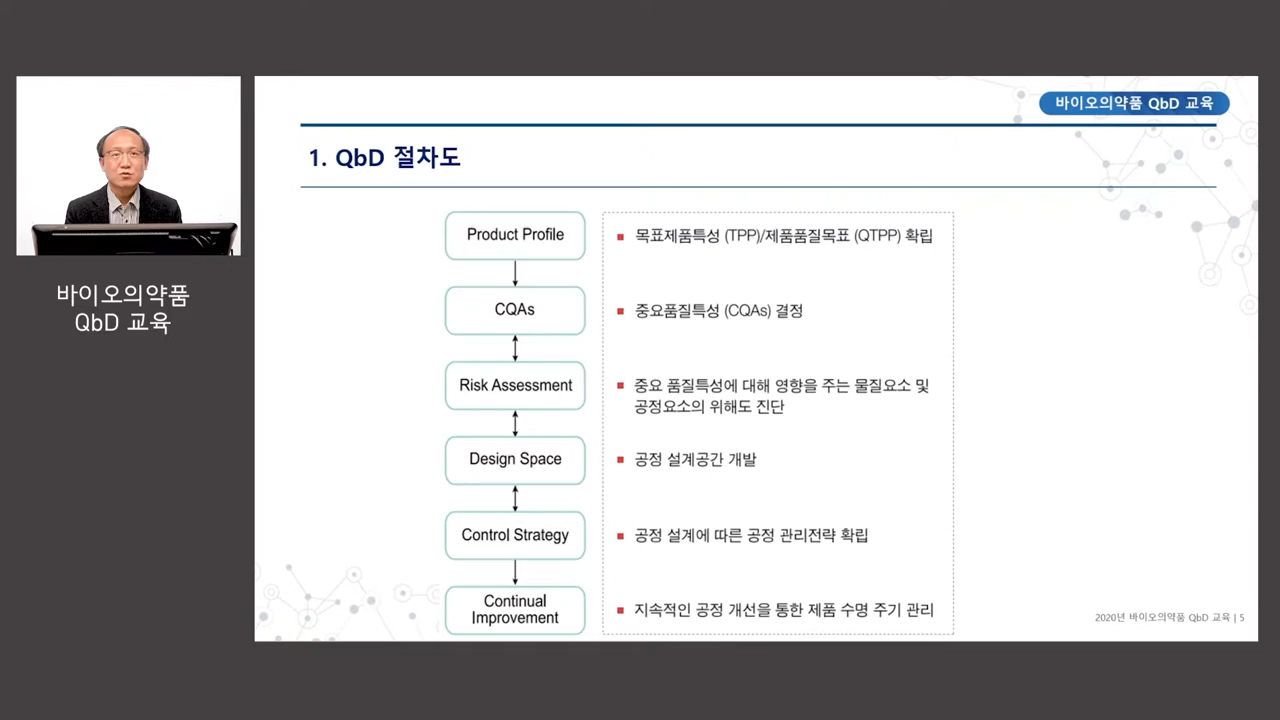 바이오의약품 QbD 교육
1. QbD 절차도
바이오의약품
QbD 교육
Product Profile
목표제품특성 (TPP)/제품품질목표 (QTPP) 확립
CQAs
중요품질특성 (CQAs) 결정
Risk Assessment
중요 품질특성에 대해 영향을 주는 물질요소 및
공정요소의 위해도 진단
Design Space
공정 설계공간 개발
Control Strategy
공정 설계에 따른 공정 관리전략 확립
Continual
Improvement
지속적인 공정 개선을 통한 제품 수명 주기 관리
2020년 바이오의약품 QbD 교육 | 5